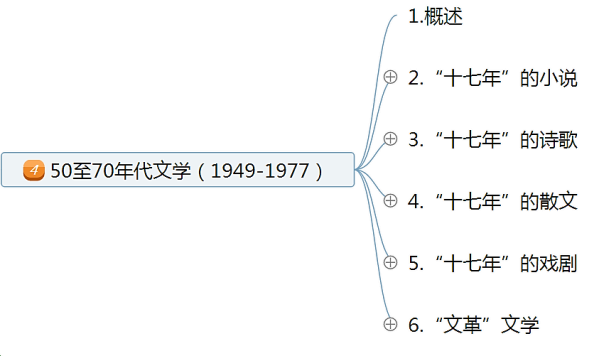 1.概述
2.“十七年”的小说
3.“十七年”的诗歌
4 50至70年代文学（1949-1977）
4.“十七年”的散文
5.“十七年”的戏剧
6.“文革”文学